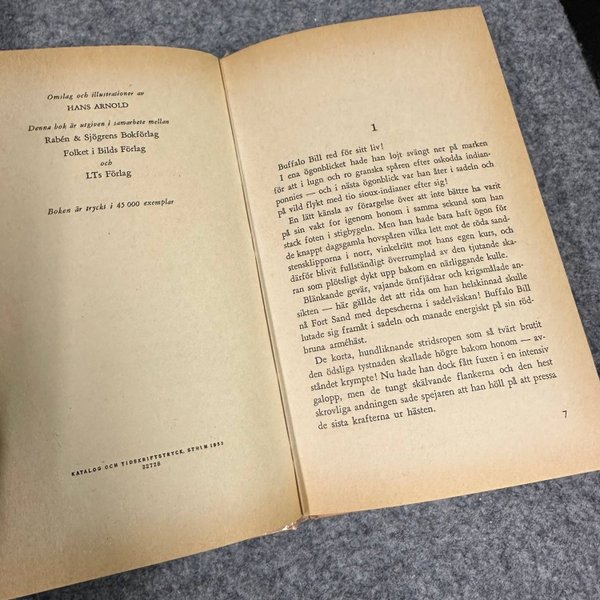 Omslag och illustrationer av
HANS ARNOLD
Denna bok är utgiven i samarbete mellan
Rabén & Sjögrens Bokförlag
Folket i Bilds Förlag
och
LTs Förlag
Boken är tryckt i 45 000 exemplar
KATALOG OCH TIDSKRIFTSTRYCK, STHLM 1953
32728
1
Buffalo Bill red för sitt liv!
I ena ögonblicket hade han lojt svängt ner på marken
för att i lugn och ro granska spåren efter oskodda indian-
ponnies — och i nästa ögonblick var han åter i sadeln och
på vild flykt med tio sioux-indianer efter sig!
En lätt känsla av förargelse över att inte bättre ha varit
på sin vakt for igenom honom i samma sekund som han
stack foten i stigbygeln. Men han hade bara haft ögon för
de knappt dagsgamla hovspåren vilka lett mot de röda sand-
stensklipporna i norr, vinkelrätt mot hans egen kurs, och
därför blivit fullständigt överrumplad av den tjutande ska-
ran som plötsligt dykt upp bakom en närliggande kulle.
Blänkande gevär, vajande örnfjädrar och krigsmålade an-
sikten — här gällde det att rida om han helskinnad skulle
nå Fort Sand med depescherna i sadelväskan! Buffalo Bill
lutade sig framåt i sadeln och manade energiskt på sin röd-
bruna arméhäst.
De korta, hundliknande stridsropen som så tvärt brutit
den ödsliga tystnaden skallade högre bakom honom — av-
ståndet krympte! Nu hade han dock fått fuxen i en intensiv
galopp, men de tungt skälvande flankerna och den hest
skrovliga andningen sade spejaren att han höll på att pressa
de sista krafterna ur hästen.
7